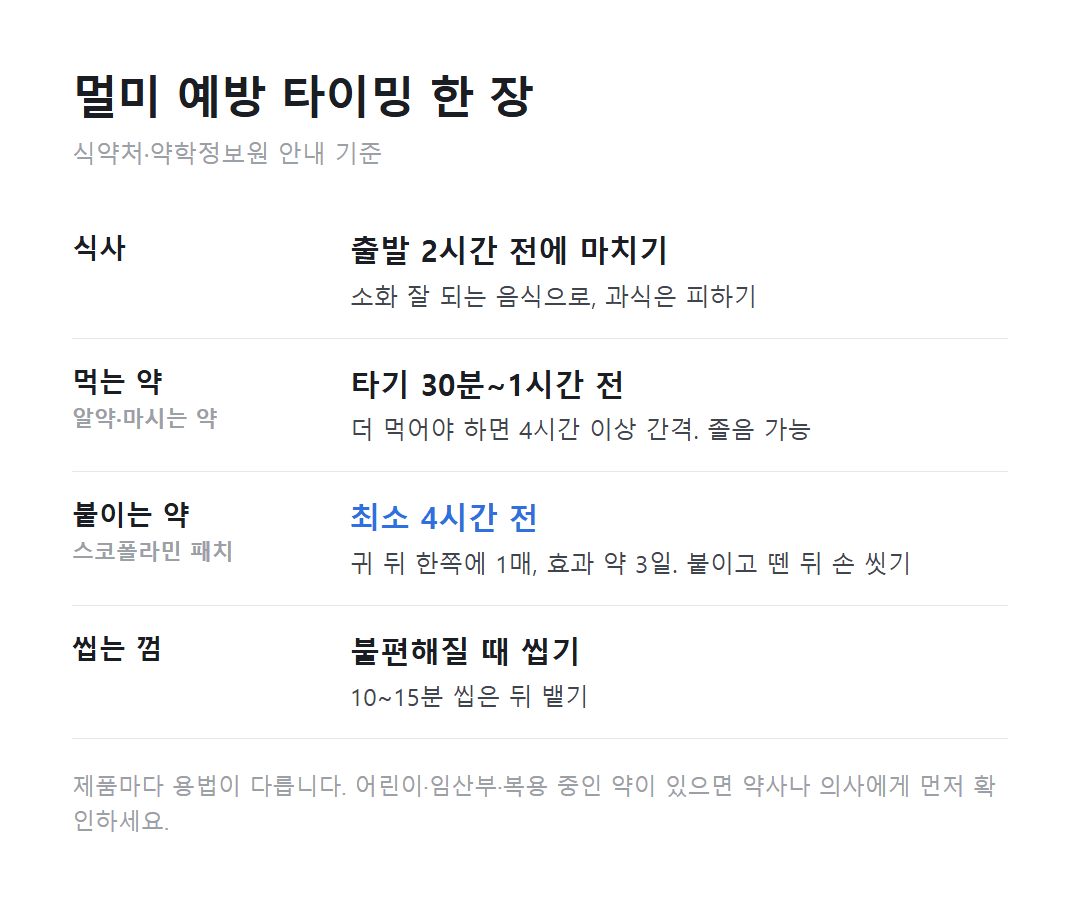 멀미 예방 타이밍 한 장
식약처·약학정보원 안내 기준
식사
출발 2시간 전에 마치기
소화 잘 되는 음식으로, 과식은 피하기
먹는 약
알약·마시는 약
타기 30분~1시간 전
더 먹어야 하면 4시간 이상 간격. 졸음 가능
붙이는 약
스코폴라민 패치
최소 4시간 전
귀 뒤 한쪽에 1매, 효과 약 3일. 붙이고 뗀 뒤 손 씻기
씹는 껌
불편해질 때 씹기
10~15분 씹은 뒤 뱉기
제품마다 용법이 다릅니다. 어린이·임산부·복용 중인 약이 있으면 약사나 의사에게 먼저 확
인하세요.